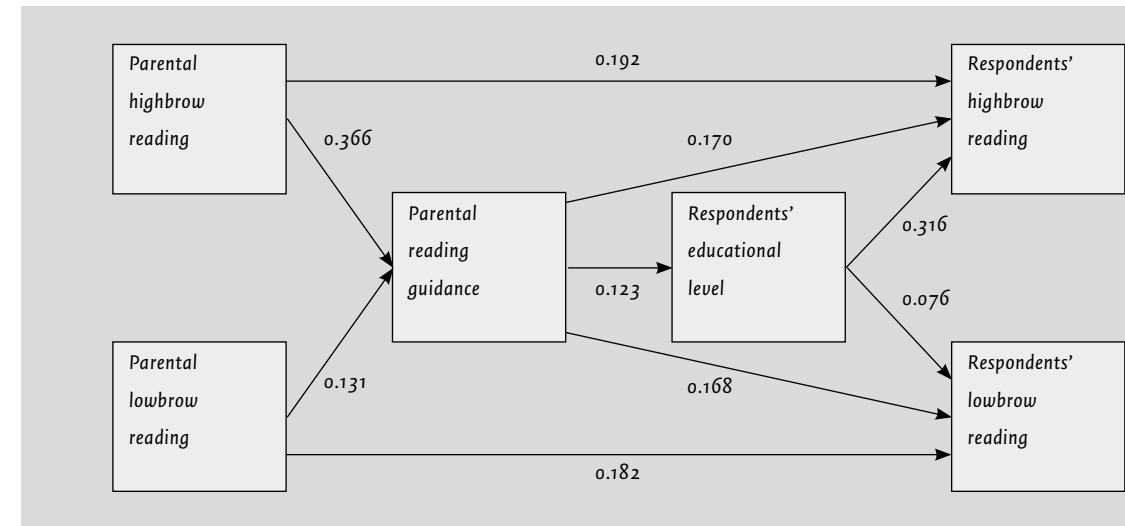 Parental
highbrow
reading
0.192
Respondents'
highbrow
reading
0.366
0.170
Parental
reading
guidance
Respondents'
educational
level
0.316
0.123
0.076
Parental
lowbrow
reading
0.131
0.168
Respondents'
lowbrow
reading
0.182